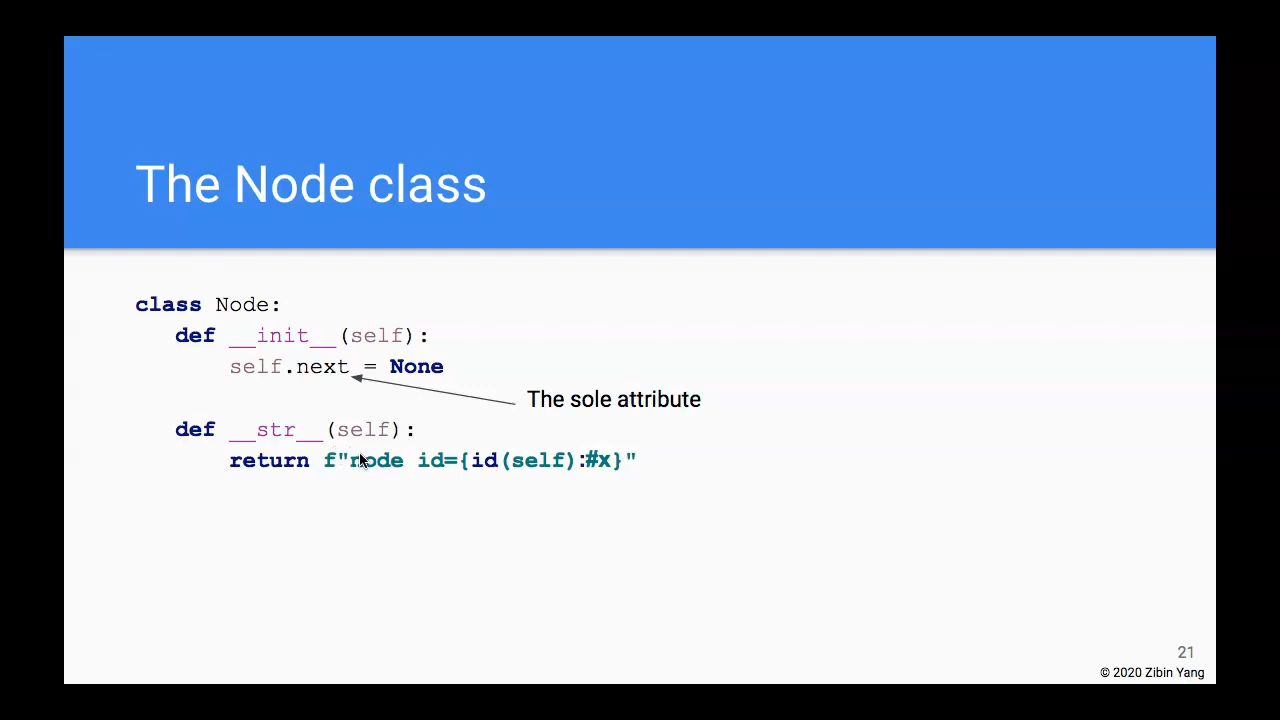 The Node class
class Node:
def __init__(self):
self.next = None
The sole attribute
def __str__(self):
return f"node id={id(self):#x}"
21
© 2020 Zibin Yang